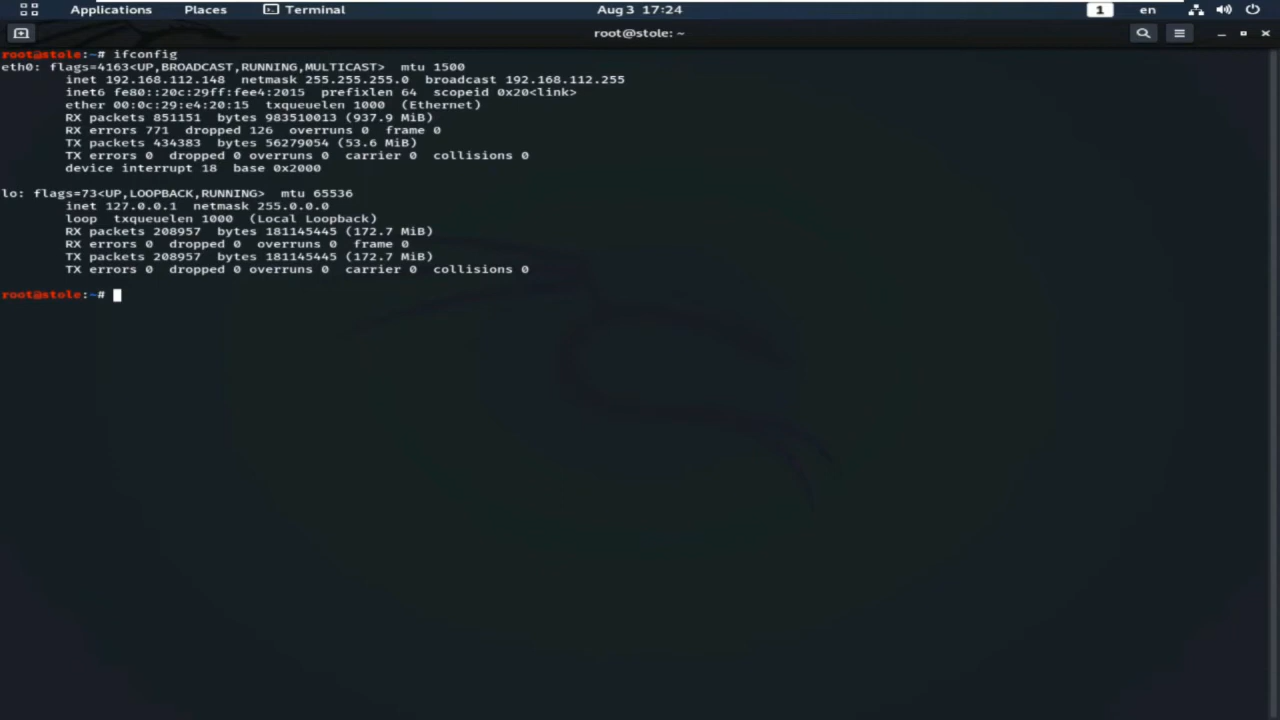 Applications Places Terminal Aug 3 17:24 1 en
root@stole: ~
root@stole:~# ifconfig
eth0: flags=4163<UP,BROADCAST,RUNNING,MULTICAST>  mtu 1500
        inet 192.168.112.148  netmask 255.255.255.0  broadcast 192.168.112.255
        inet6 fe80::20c:29ff:fee4:2015  prefixlen 64  scopeid 0x20<link>
        ether 00:0c:29:e4:20:15  txqueuelen 1000  (Ethernet)
        RX packets 851151  bytes 983510013 (937.9 MiB)
        RX errors 771  dropped 126  overruns 0  frame 0
        TX packets 434383  bytes 56279054 (53.6 MiB)
        TX errors 0  dropped 0 overruns 0  carrier 0  collisions 0
        device interrupt 18  base 0x2000
lo: flags=73<UP,LOOPBACK,RUNNING>  mtu 65536
        inet 127.0.0.1  netmask 255.0.0.0
        loop  txqueuelen 1000  (Local Loopback)
        RX packets 208957  bytes 181145445 (172.7 MiB)
        RX errors 0  dropped 0  overruns 0  frame 0
        TX packets 208957  bytes 181145445 (172.7 MiB)
        TX errors 0  dropped 0 overruns 0  carrier 0  collisions 0
root@stole:~#